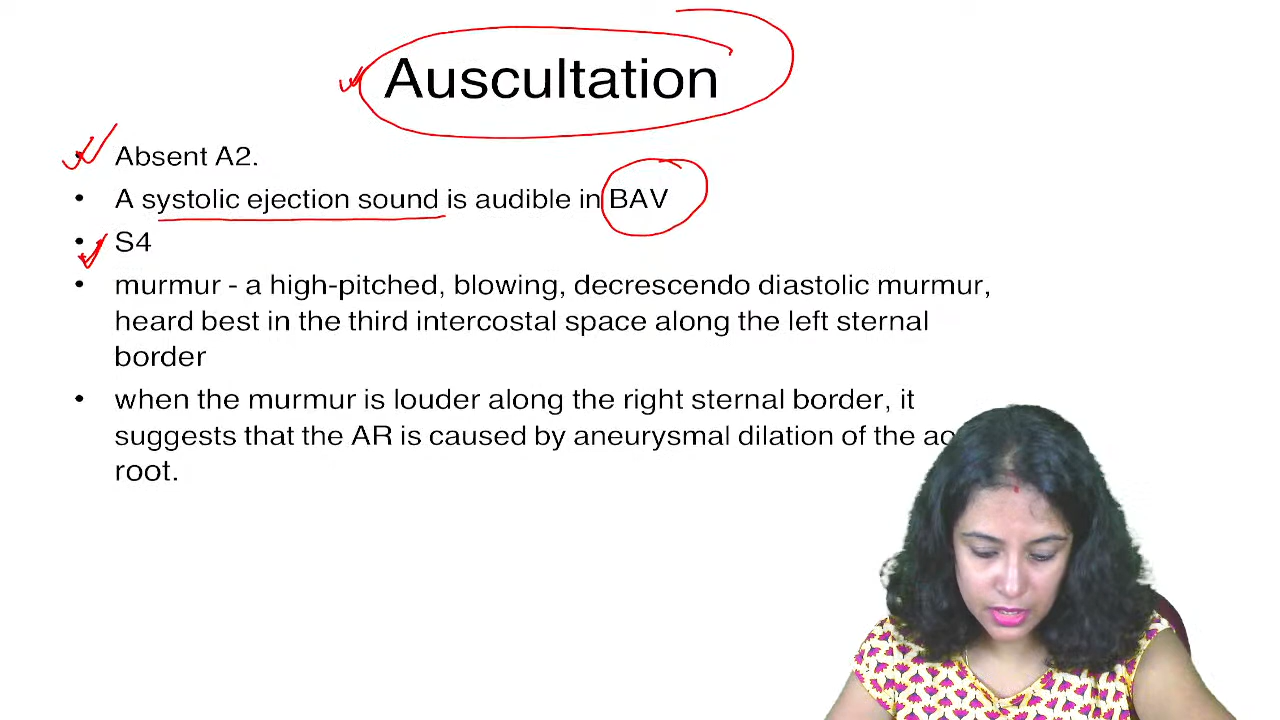 Auscultation
• Absent A2.
• A systolic ejection sound is audible in BAV
• S4
• murmur - a high-pitched, blowing, decrescendo diastolic murmur,
heard best in the third intercostal space along the left sternal
border
• when the murmur is louder along the right sternal border, it
suggests that the AR is caused by aneurysmal dilation of the
root.